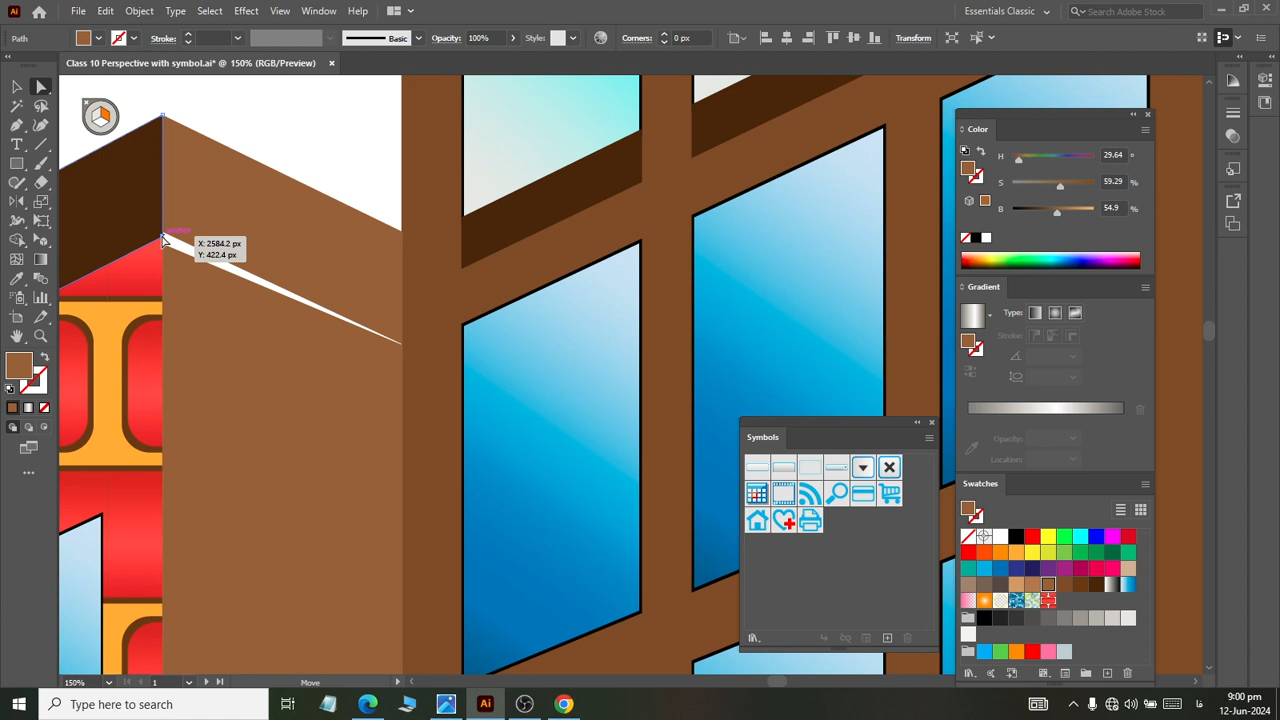 Ai
File Edit Object Type Select Effect View Window Help
Essentials Classic
Search Adobe Stock
Path
Stroke:
Basic
Opacity: 100%
Style:
Corners: 0 px
Transform
Class 10 Perspective with symbol.ai* @ 150% (RGB/Preview)
anchor
X: 2584.2 px
Y: 422.4 px
Color
H 29.64 °
S 59.29 %
B 54.9 %
Gradient
Type:
Stroke:
Opacity:
Location:
Symbols
Swatches
150%
1
Move
Type here to search
Ai
9:00 pm
12-Jun-2024